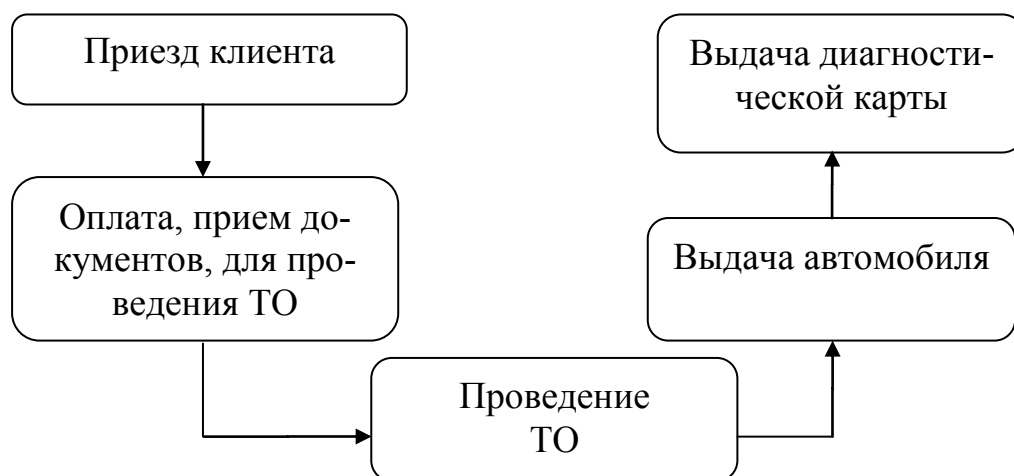 Приезд клиента
Оплата, прием до-
кументов, для про-
ведения ТО
Проведение
ТО
Выдача автомобиля
Выдача диагности-
ческой карты